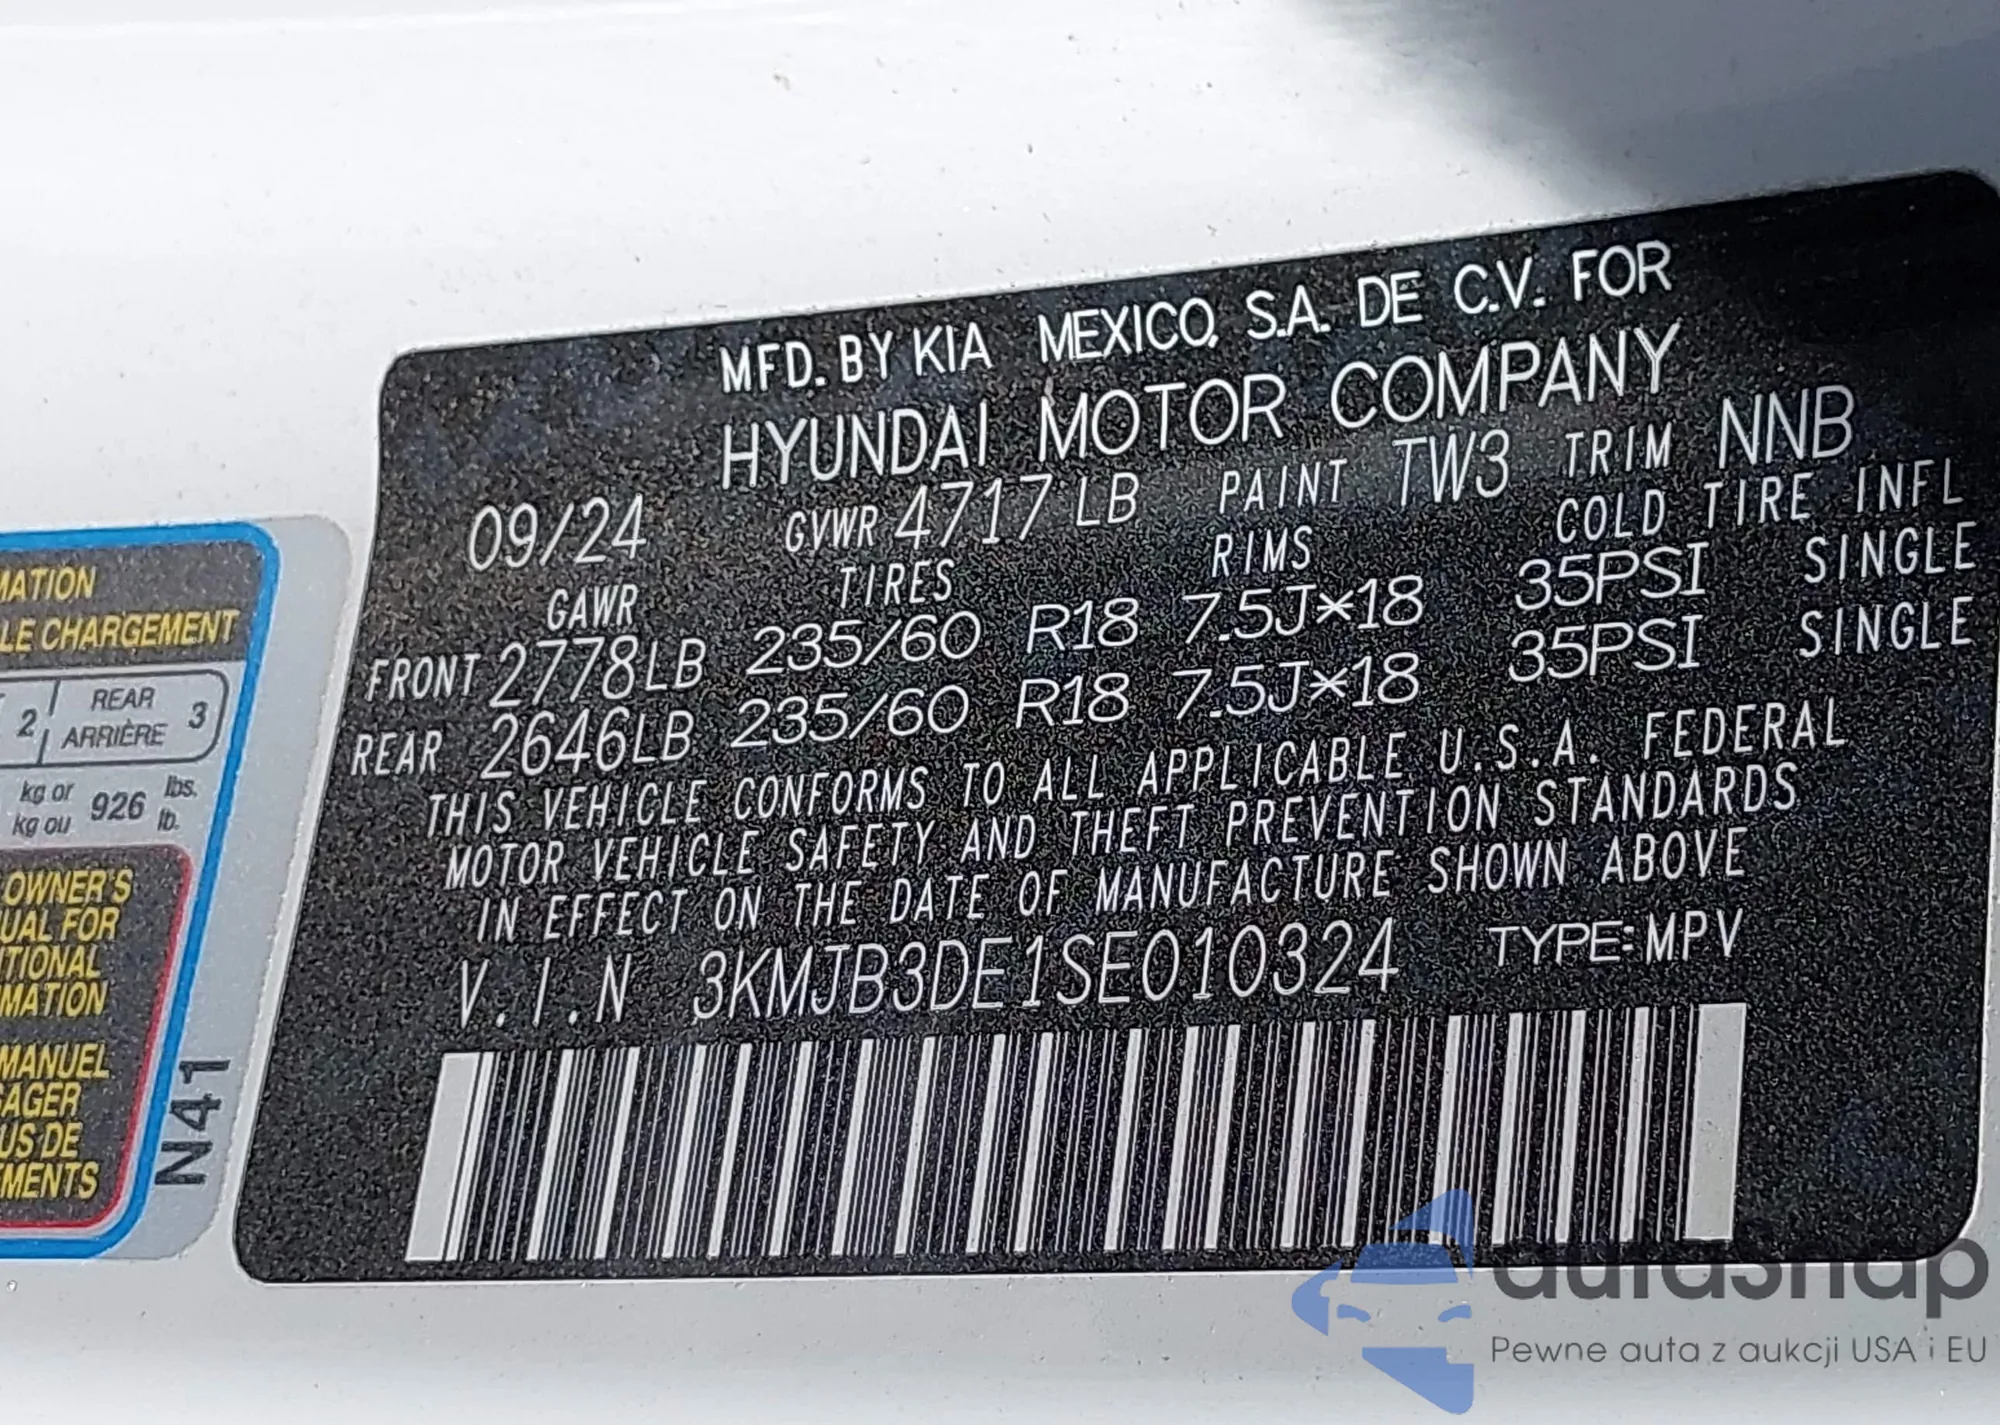 MFD. BY KIA MEXICO, S.A. DE C.V. FOR
HYUNDAI MOTOR COMPANY
09/24 GVWR 4717 LB PAINT TW3 TRIM NNB
GAWR TIRES RIMS COLD TIRE INFL
FRONT 2778LB 235/60 R18 7.5J×18 35PSI SINGLE
REAR 2646LB 235/60 R18 7.5J×18 35PSI SINGLE
THIS VEHICLE CONFORMS TO ALL APPLICABLE U.S.A. FEDERAL
MOTOR VEHICLE SAFETY AND THEFT PREVENTION STANDARDS
IN EFFECT ON THE DATE OF MANUFACTURE SHOWN ABOVE
V.I.N 3KMJB3DE1SE010324 TYPE:MPV
MATION
LE CHARGEMENT
2 REAR
ARRIÈRE 3
kg or 926 lbs.
kg ou lb.
OWNER'S
UAL FOR
ITIONAL
MATION
MANUEL
SAGER
US DE
EMENTS
N41
autasnap
Pewne auta z aukcji USA i EU